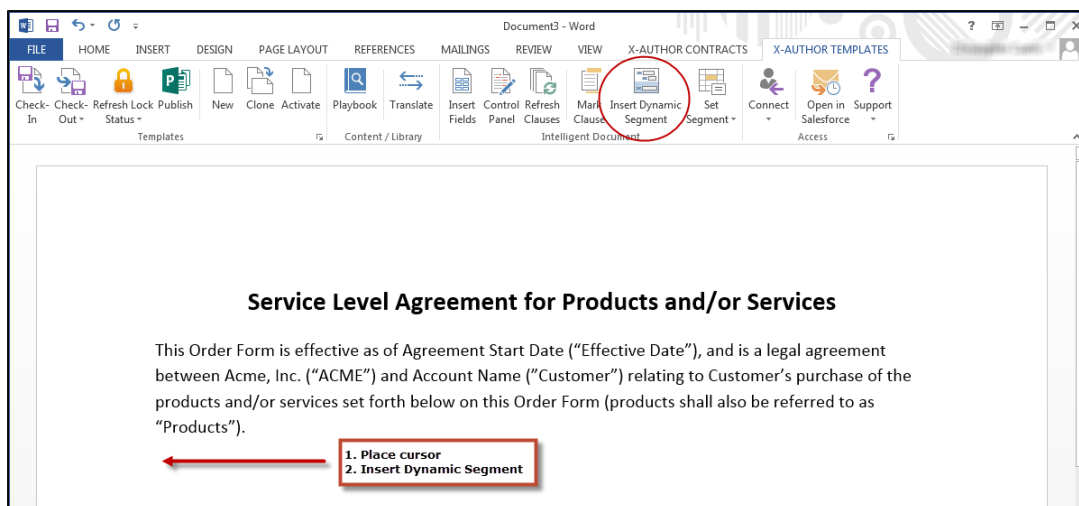 Document3 - Word
FILE HOME INSERT DESIGN PAGE LAYOUT REFERENCES MAILINGS REVIEW VIEW X-AUTHOR CONTRACTS X-AUTHOR TEMPLATES
Check- Check- Refresh Lock Publish New Clone Activate Playbook Translate Insert Control Refresh Mark Insert Dynamic Set Connect Open in Support
In Out Status Fields Panel Clauses Clause Segment Segment Salesforce
Templates Content / Library Intelligent Document Access
Service Level Agreement for Products and/or Services
This Order Form is effective as of Agreement Start Date (“Effective Date”), and is a legal agreement
between Acme, Inc. (“ACME”) and Account Name (”Customer”) relating to Customer’s purchase of the
products and/or services set forth below on this Order Form (products shall also be referred to as
“Products”).
1. Place cursor
2. Insert Dynamic Segment